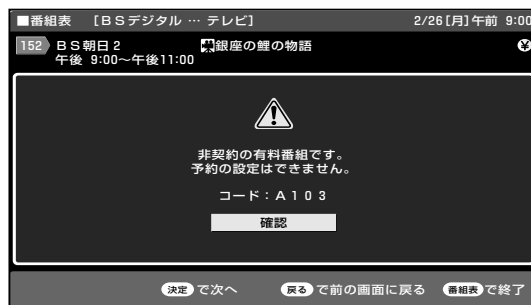 ■番組表 [BSデジタル … テレビ] 2/26[月]午前 9:00
152 BS朝日2 銀座の鯉の物語 ¥
午後 9:00～午後11:00
非契約の有料番組です。
予約の設定はできません。
コード：A103
確認
決定 で次へ 戻る で前の画面に戻る 番組表 で終了